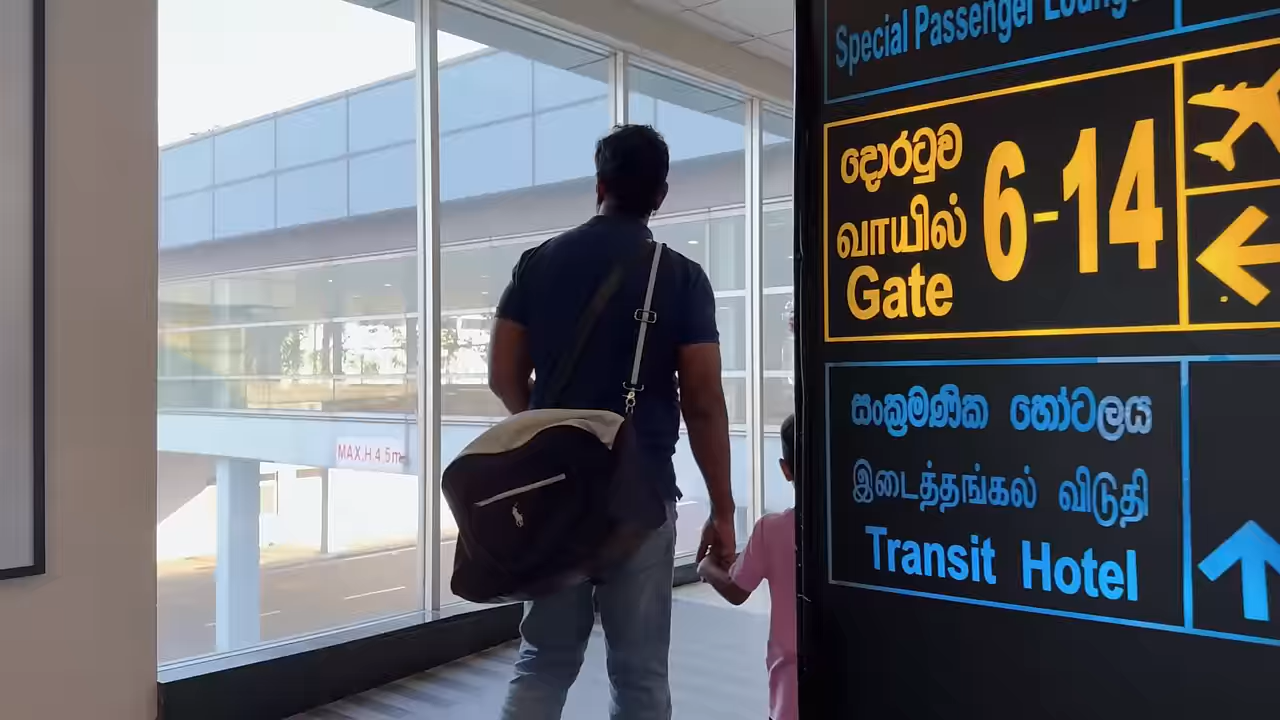 Special Passenger Lounge
දොරටුව
வாயில்
Gate
6-14
සංක්‍රමණික හෝටලය
இடைத்தங்கல் விடுதி
Transit Hotel
MAX.H.4.5m